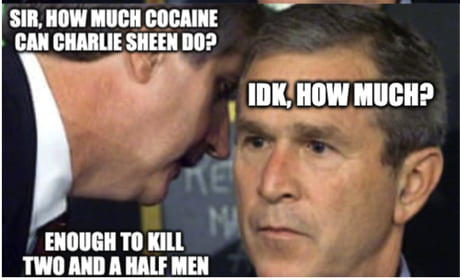 SIR, HOW MUCH COCAINE
CAN CHARLIE SHEEN DO?
IDK, HOW MUCH?
ENOUGH TO KILL
TWO AND A HALF MEN